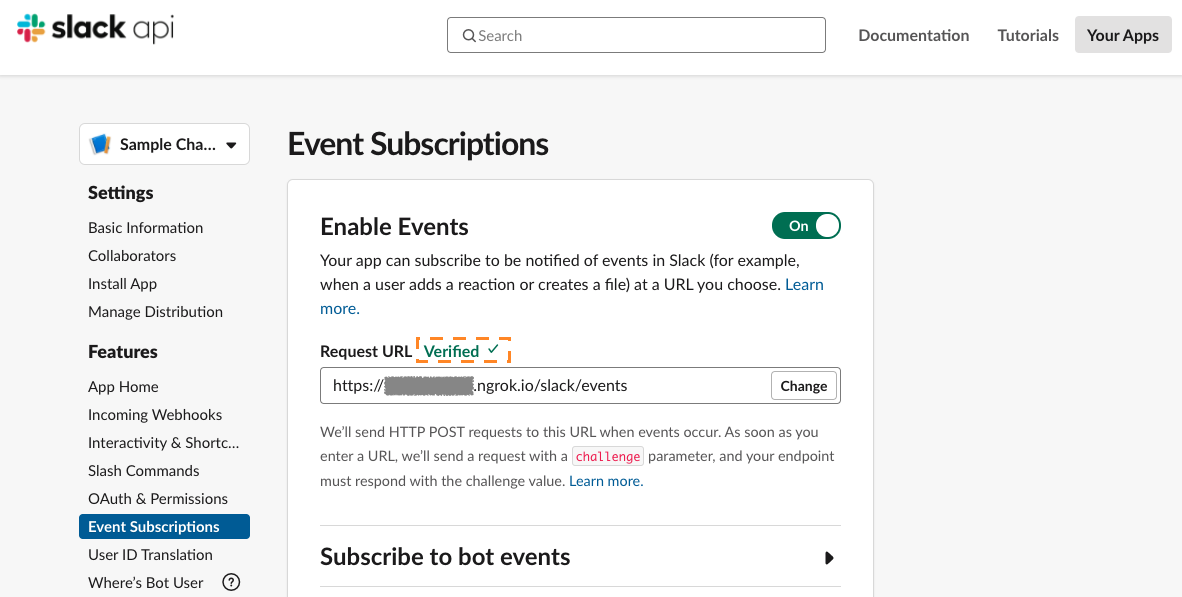 slack api
Search
Documentation
Tutorials
Your Apps
Sample Cha...
Settings
Basic Information
Collaborators
Install App
Manage Distribution
Features
App Home
Incoming Webhooks
Interactivity & Shortc...
Slash Commands
OAuth & Permissions
Event Subscriptions
User ID Translation
Where's Bot User ?
Event Subscriptions
Enable Events
On
Your app can subscribe to be notified of events in Slack (for example,
when a user adds a reaction or creates a file) at a URL you choose. Learn
more.
Request URL Verified ✓
https:// .ngrok.io/slack/events
Change
We'll send HTTP POST requests to this URL when events occur. As soon as you
enter a URL, we'll send a request with a challenge parameter, and your endpoint
must respond with the challenge value. Learn more.
Subscribe to bot events